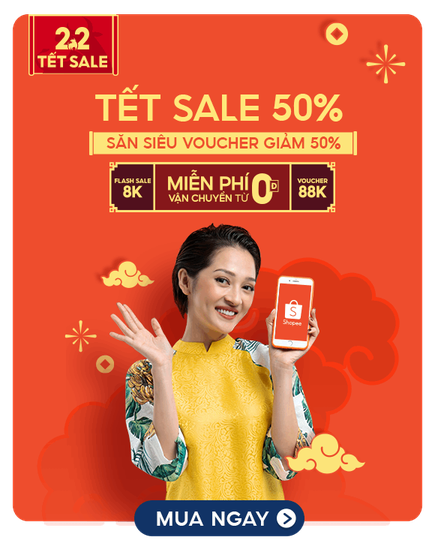 2.2
TẾT SALE
TẾT SALE 50%
SĂN SIÊU VOUCHER GIẢM 50%
FLASH SALE
8K
MIỄN PHÍ
VẬN CHUYỂN TỪ
0Đ
VOUCHER
88K
S
Shopee
MUA NGAY